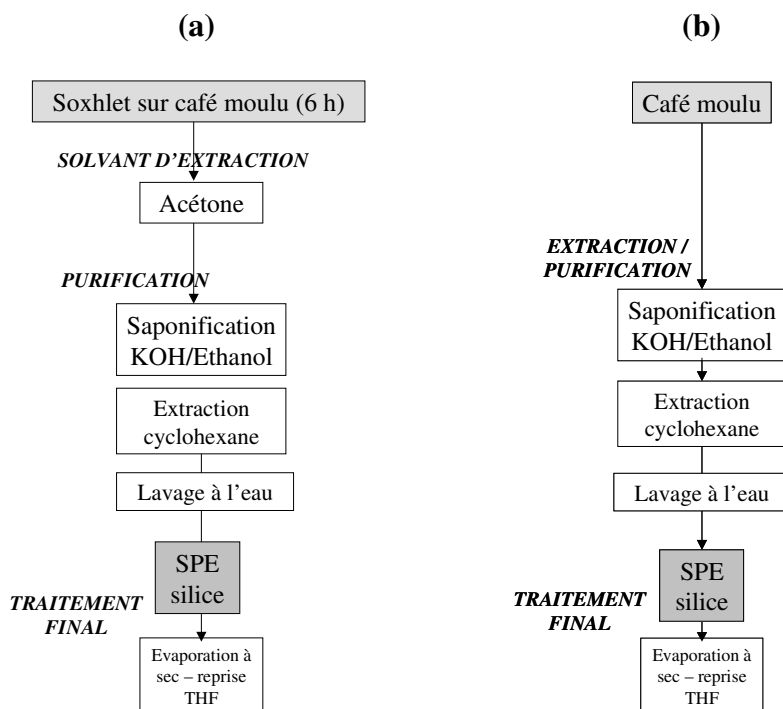 (a)
Soxhlet sur café moulu (6 h)
SOLVANT D'EXTRACTION
Acétone
PURIFICATION
Saponification
KOH/Ethanol
Extraction
cyclohexane
Lavage à l'eau
SPE
silice
TRAITEMENT
FINAL
Evaporation à
sec – reprise
THF
(b)
Café moulu
EXTRACTION /
PURIFICATION
Saponification
KOH/Ethanol
Extraction
cyclohexane
Lavage à l'eau
SPE
silice
TRAITEMENT
FINAL
Evaporation à
sec – reprise
THF